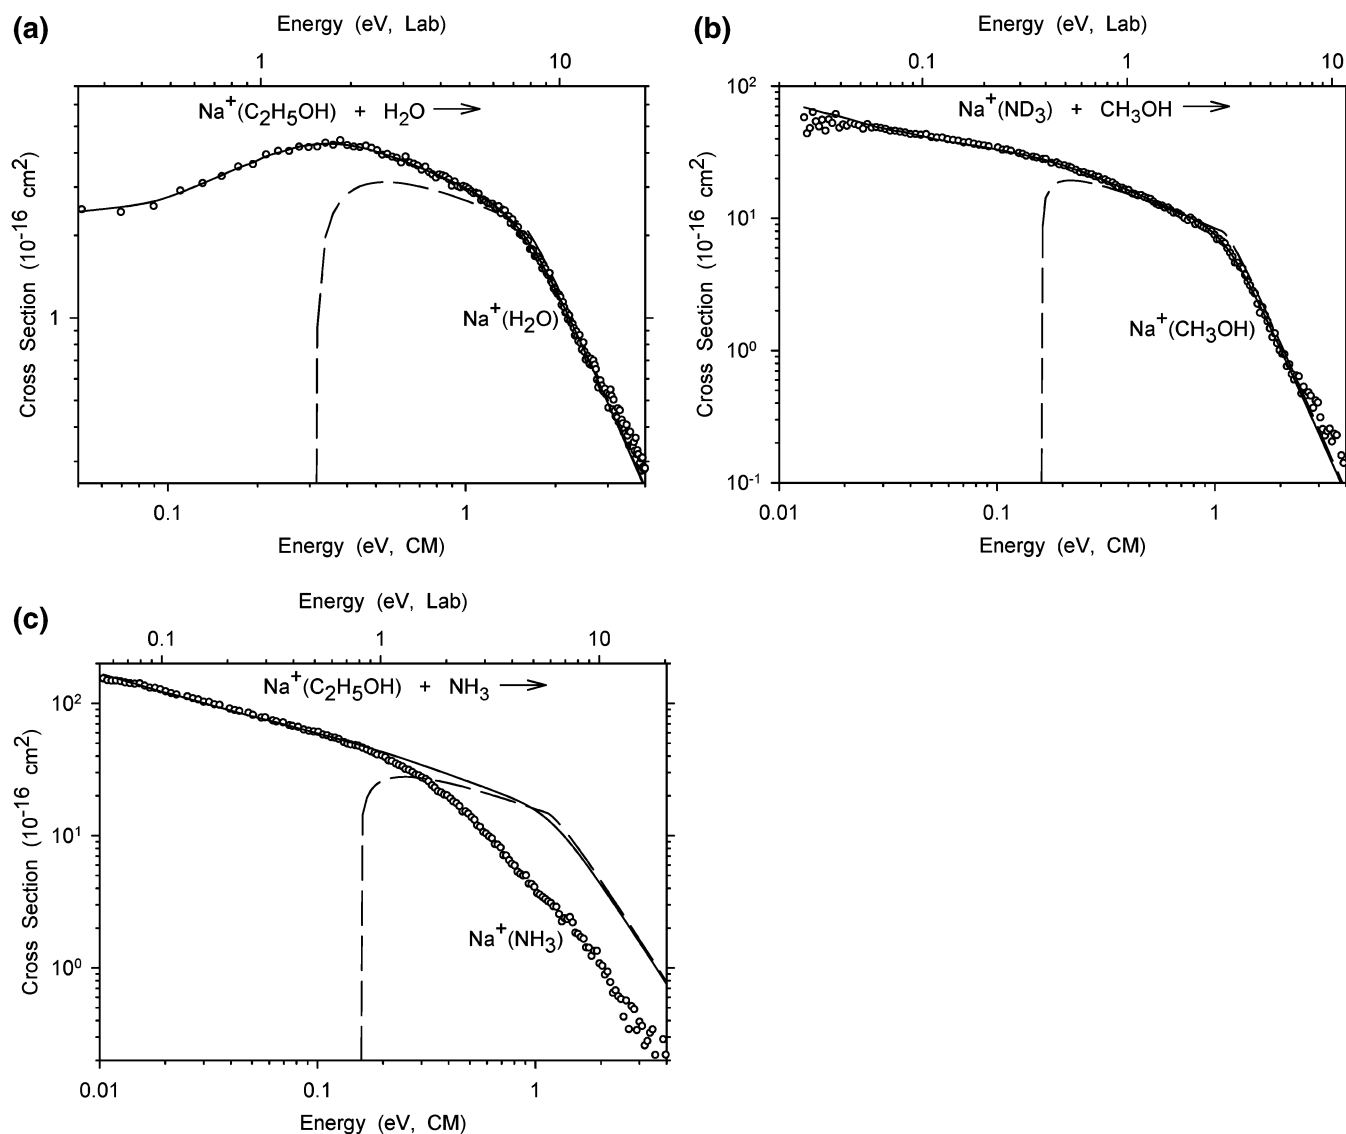 (a)
Energy (eV, Lab)
1 10
Na+(C2H5OH) + H2O
Cross Section (10-16 cm2)
1
Na+(H2O)
0.1 1
Energy (eV, CM)
(b)
Energy (eV, Lab)
0.1 1 10
Na+(ND3) + CH3OH
Cross Section (10-16 cm2)
102
101
100
10-1
Na+(CH3OH)
0.01 0.1 1
Energy (eV, CM)
(c)
Energy (eV, Lab)
0.1 1 10
Na+(C2H5OH) + NH3
Cross Section (10-16 cm2)
102
101
100
Na+(NH3)
0.01 0.1 1
Energy (eV, CM)